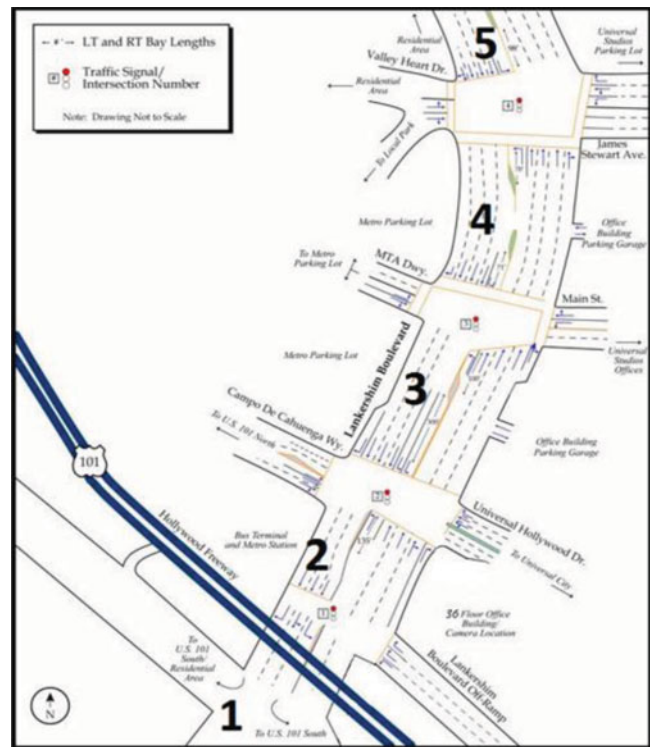 LT and RT Bay Lengths
Traffic Signal/
Intersection Number
Note: Drawing Not to Scale
Residential
Area
5
Universal
Studios
Parking Lot
Valley Heart Dr.
Residential
Area
4
To Local Park
James
Stewart Ave.
4
Metro Parking Lot
Office
Building
Parking Garage
To Metro
Parking Lot
MTA Dwy.
Main St.
3
Lankershim Boulevard
Metro Parking Lot
Universal
Studios
Offices
3
Campo De Cahuenga Wy.
To U.S. 101
North
Office Building
Parking Garage
101
2
Universal Hollywood Dr.
Hollywood Freeway
Bus Terminal
and Metro Station
2
To Universal City
1
36 Floor Office
Building/
Camera Location
To
U.S. 101
South/
Residential
Area
Lankershim
Boulevard Off-Ramp
1
To U.S. 101 South
N